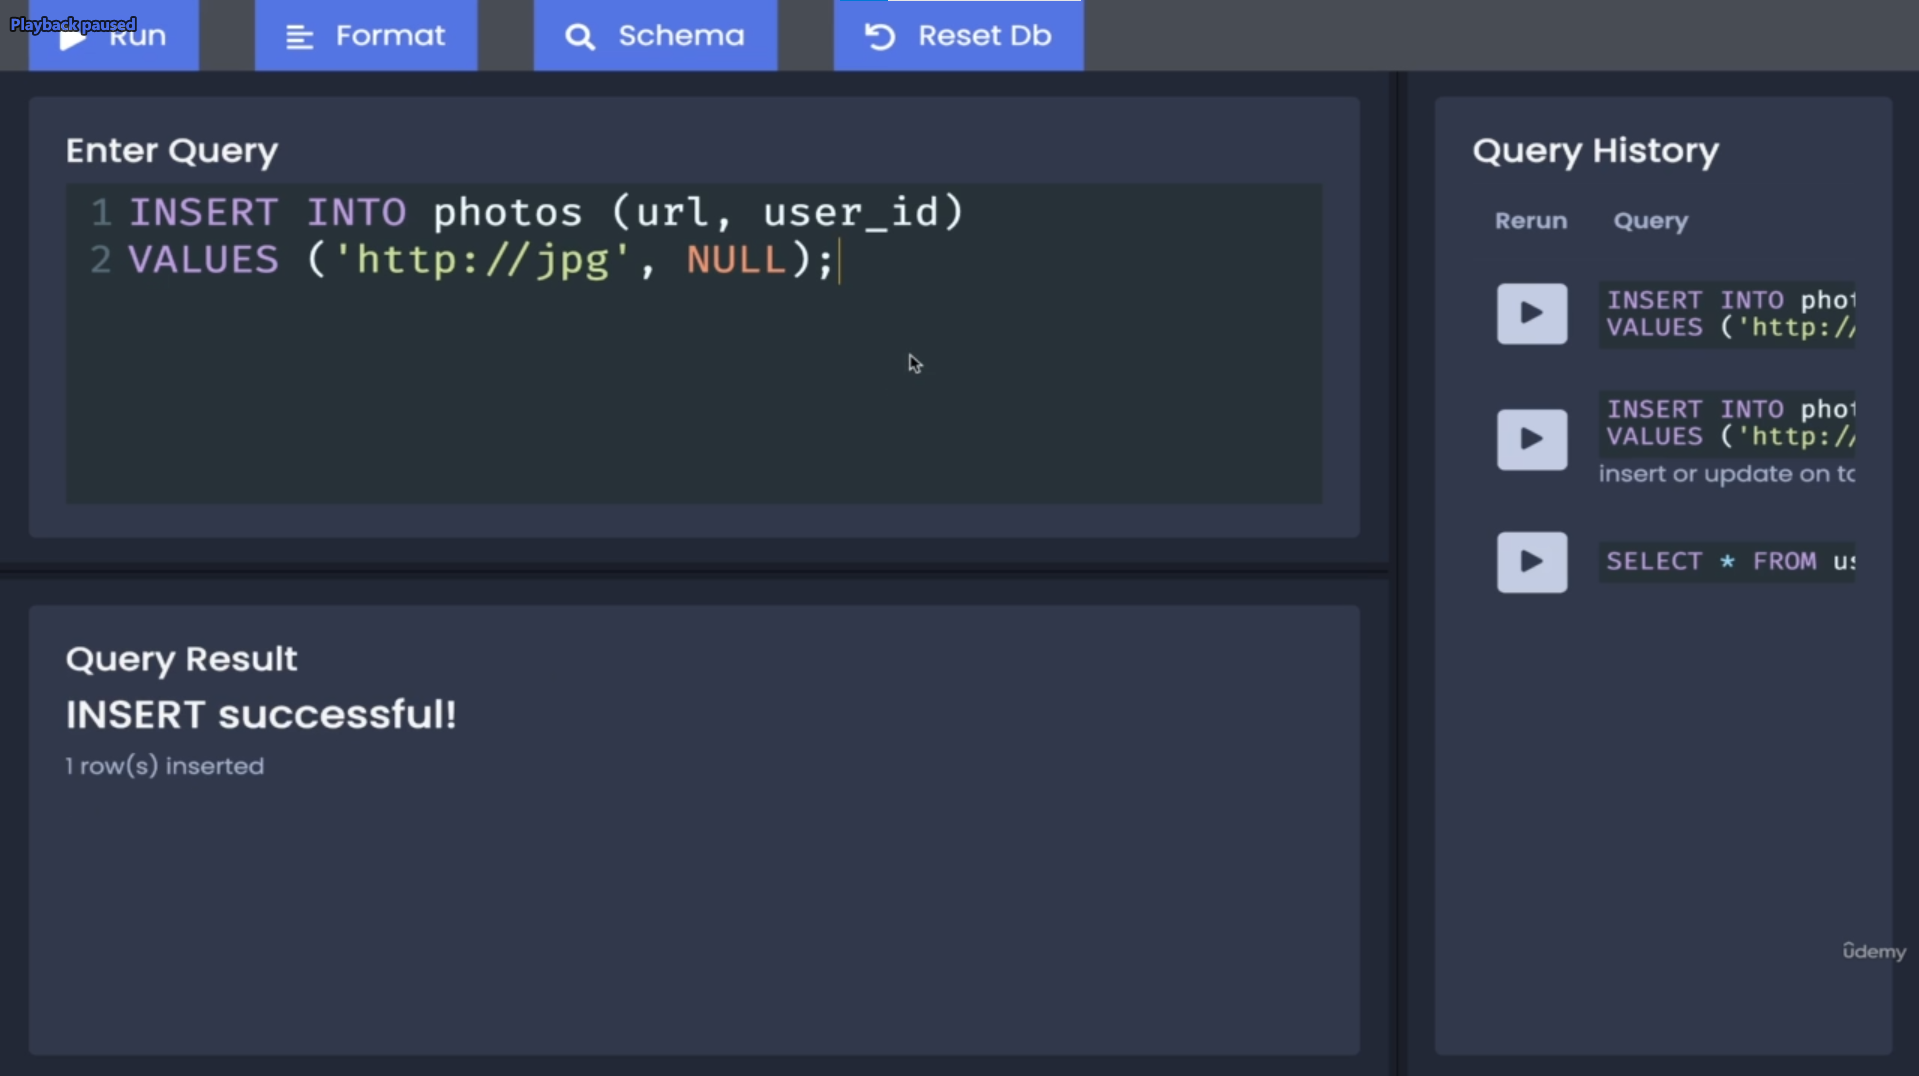 Playback paused
Run
Format
Schema
Reset Db
Enter Query
1 INSERT INTO photos (url, user_id)
2 VALUES ('http://jpg', NULL);
Query Result
INSERT successful!
1 row(s) inserted
Query History
Rerun Query
INSERT INTO phot
VALUES ('http://
INSERT INTO phot
VALUES ('http://
insert or update on
SELECT * FROM us
ûdemy